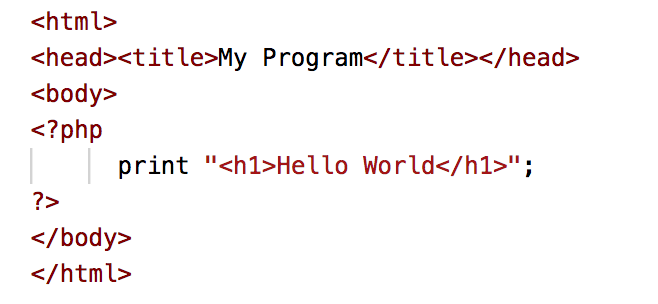 <html>
<head><title>My Program</title></head>
<body>
<?php
print "<h1>Hello World</h1>";
?>
</body>
</html>